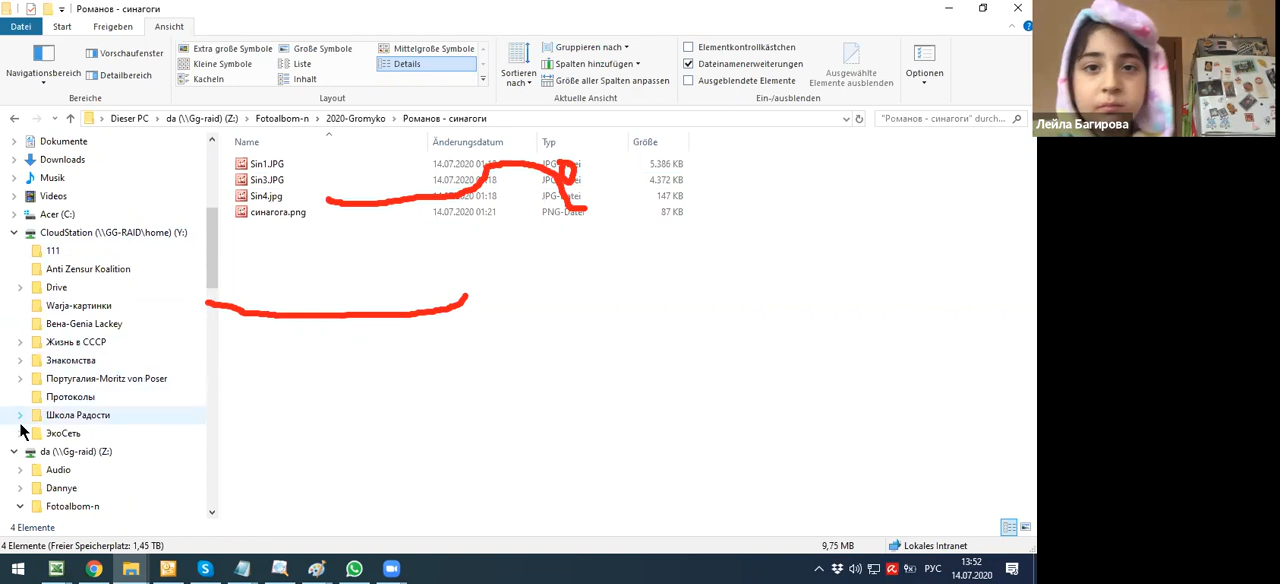 Романов - синагоги
Datei Start Freigeben Ansicht
Navigationsbereich
Vorschaufenster
Detailbereich
Bereiche
Extra große Symbole Große Symbole Mittelgroße Symbole
Kleine Symbole Liste Details
Kacheln Inhalt
Layout
Sortieren nach
Gruppieren nach
Spalten hinzufügen
Größe aller Spalten anpassen
Aktuelle Ansicht
Elementkontrollkästchen
Dateinamenerweiterungen
Ausgeblendete Elemente
Ausgewählte Elemente ausblenden
Ein-/ausblenden
Optionen
Dieser PC da (\\Gg-raid) (Z:) Fotoalbom-n 2020-Gromyko Романов - синагоги
"Романов - синагоги" durch...
Лейла Багирова
Dokumente
Downloads
Musik
Videos
Acer (C:)
CloudStation (\\GG-RAID\home) (Y:)
111
Anti Zensur Koalition
Drive
Warja-картинки
Вена-Genia Lackey
Жизнь в СССР
Знакомства
Португалия-Moritz von Poser
Протоколы
Школа Радости
ЭкоСеть
da (\\Gg-raid) (Z:)
Audio
Dannye
Fotoalbom-n
Name Änderungsdatum Typ Größe
Sin1.JPG 14.07.2020 5.386 KB
Sin3.JPG 14.07.2020 01:18 4.372 KB
Sin4.jpg 14.07.2020 01:18 JPG-Datei 147 KB
синагога.png 14.07.2020 01:21 PNG-Datei 87 KB
4 Elemente
4 Elemente (Freier Speicherplatz: 1,45 TB) 9,75 MB Lokales Intranet
РУС
13:52
14.07.2020